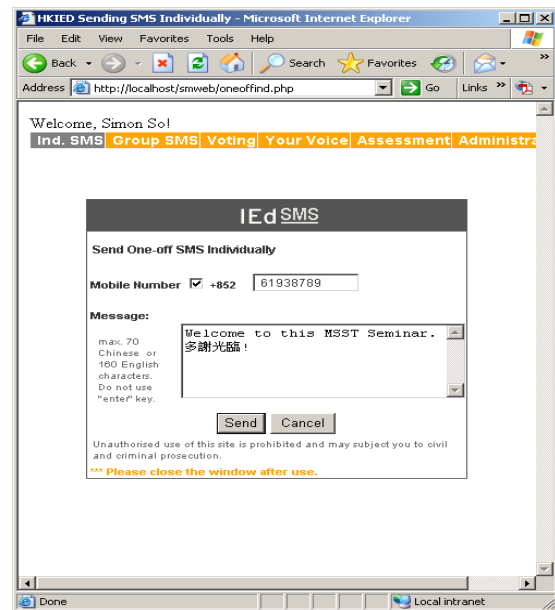 HKIED Sending SMS Individually - Microsoft Internet Explorer
File Edit View Favorites Tools Help
Back Search Favorites »
Address http://localhost/smweb/oneoffind.php Go Links »
Welcome, Simon So!
Ind. SMS Group SMS Voting Your Voice Assessment Administra
IEd SMS
Send One-off SMS Individually
Mobile Number +852 61938789
Message:
max. 70
Chinese or
160 English
characters.
Do not use
"enter" key.
Welcome to this MSST Seminar.
多謝光臨!
Send Cancel
Unauthorised use of this site is prohibited and may subject you to civil
and criminal prosecution.
*** Please close the window after use.
Done Local intranet